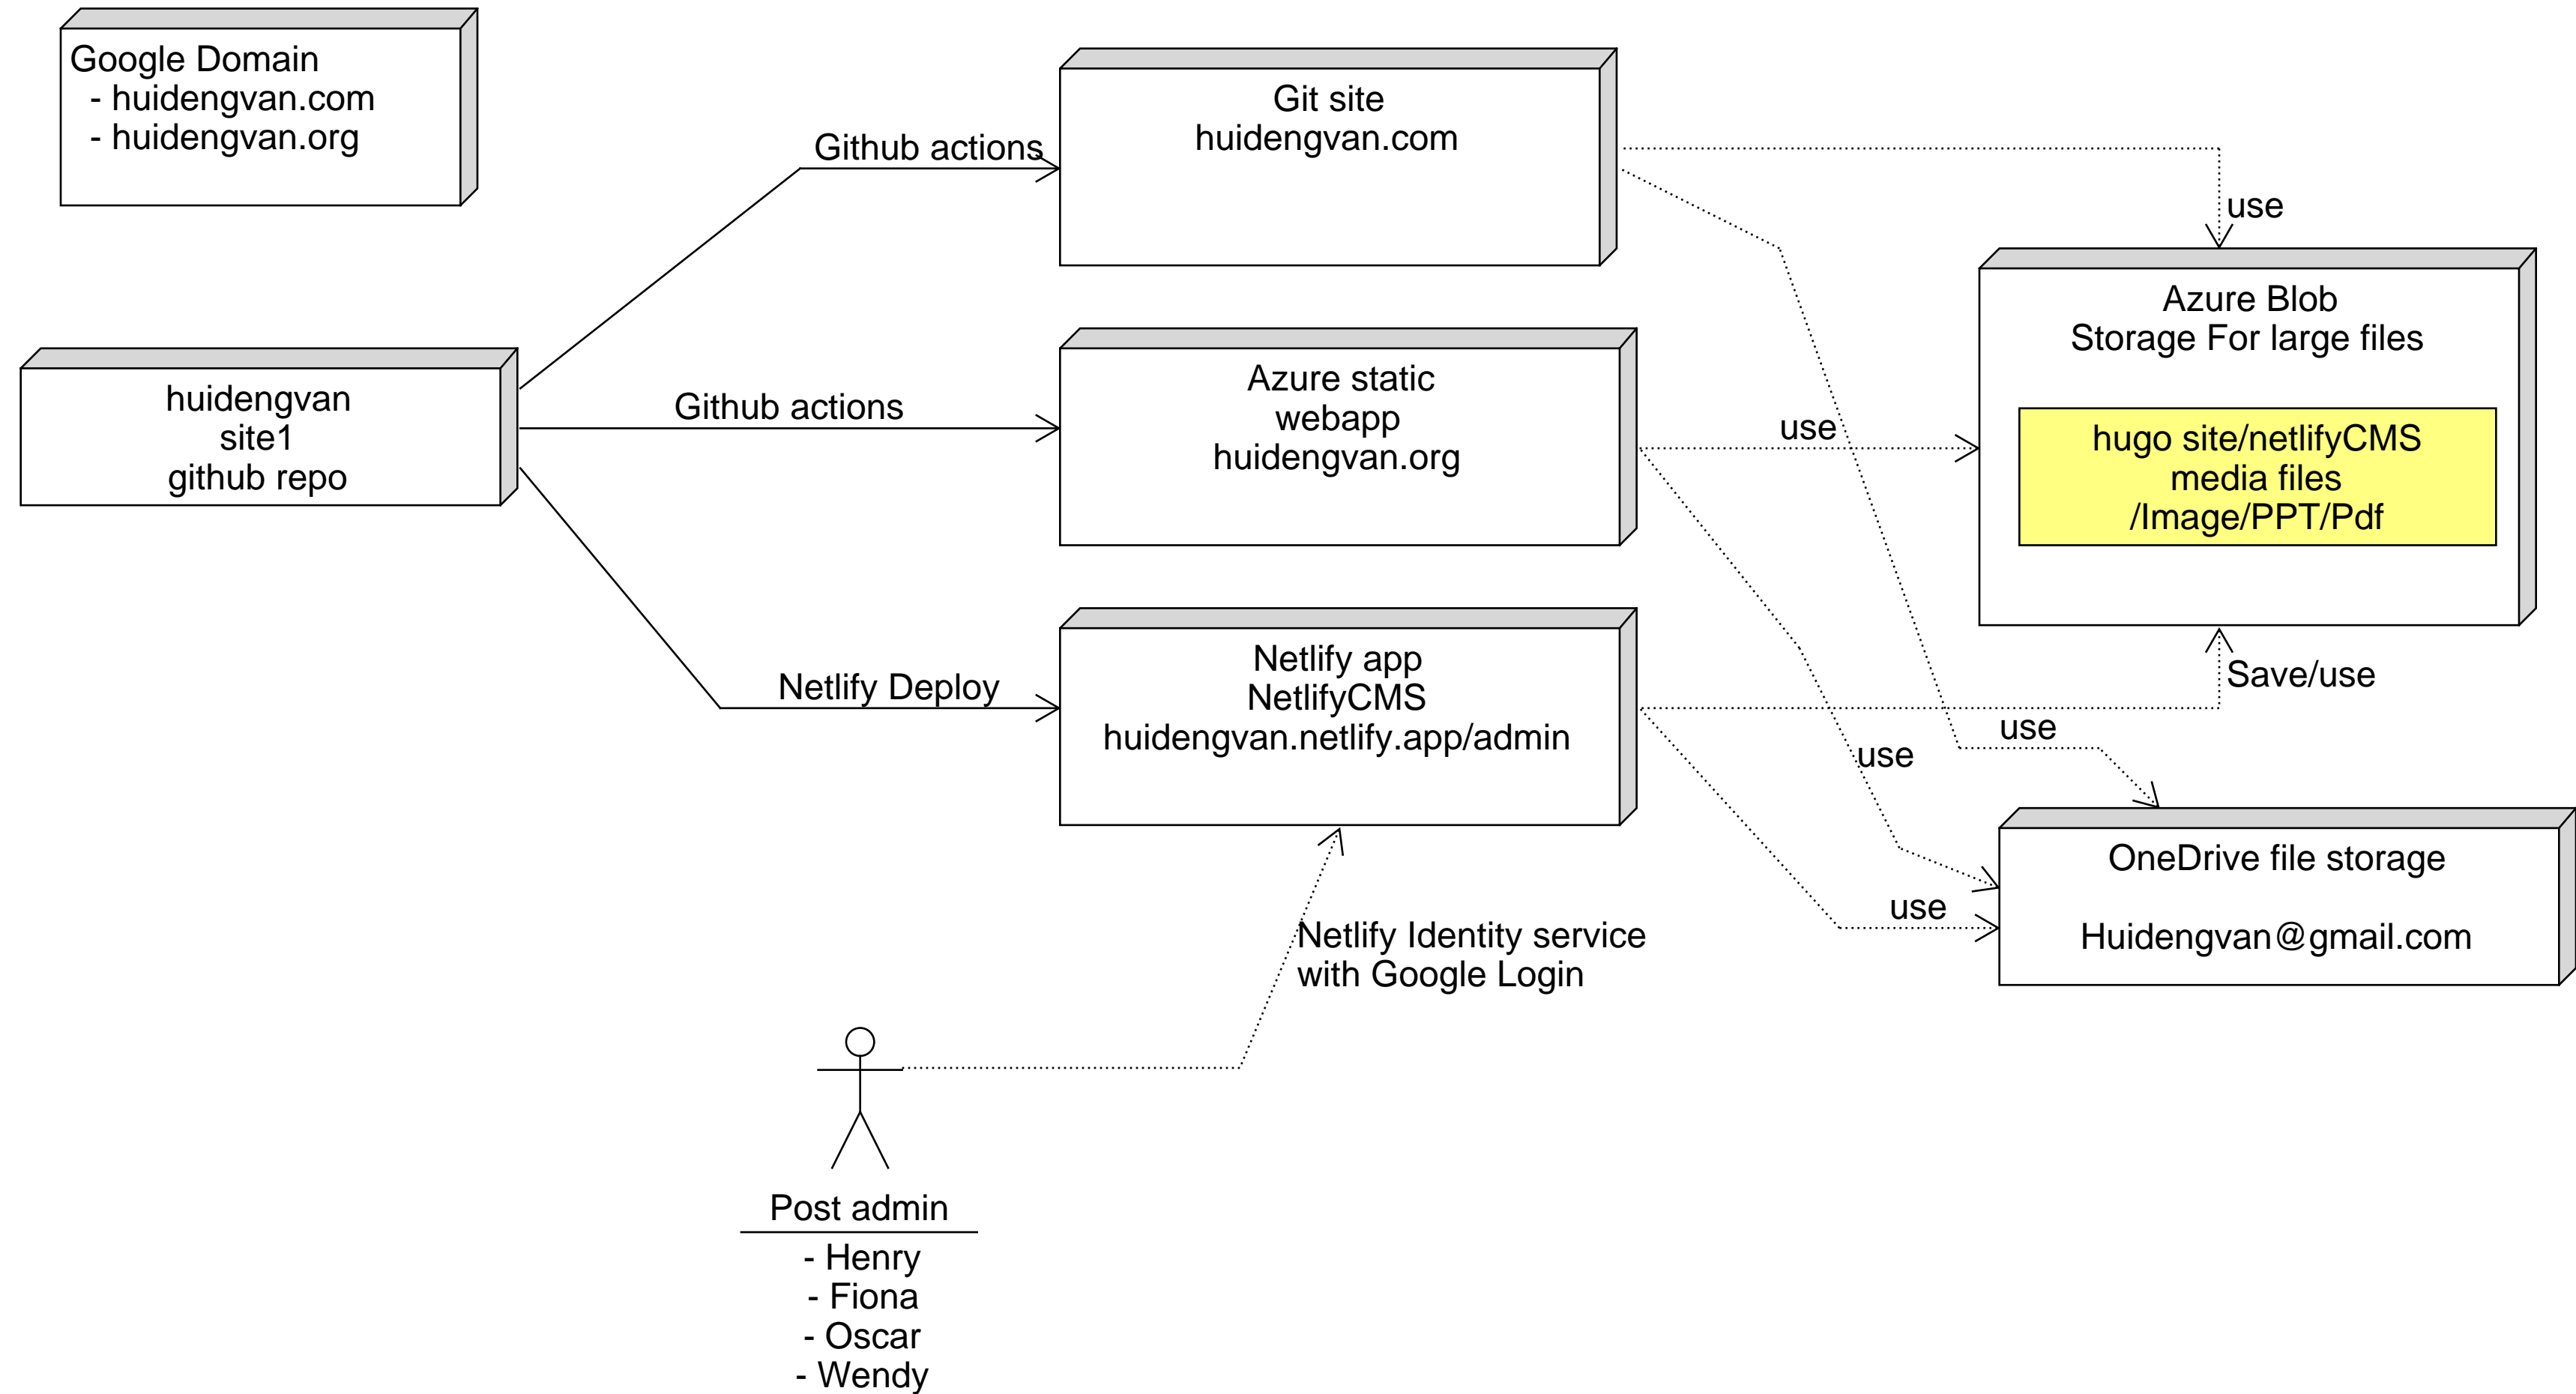 Google Domain
- huidengvan.com
- huidengvan.org
Git site
huidengvan.com
Github actions
use
Azure Blob
Storage For large files
hugo site/netlifyCMS
media files
/Image/PPT/Pdf
huidengvan
site1
github repo
Github actions
Azure static
webapp
huidengvan.org
use
Netlify Deploy
Netlify app
NetlifyCMS
huidengvan.netlify.app/admin
Save/use
use
use
use
OneDrive file storage
Huidengvan@gmail.com
Netlify Identity service
with Google Login
Post admin
- Henry
- Fiona
- Oscar
- Wendy